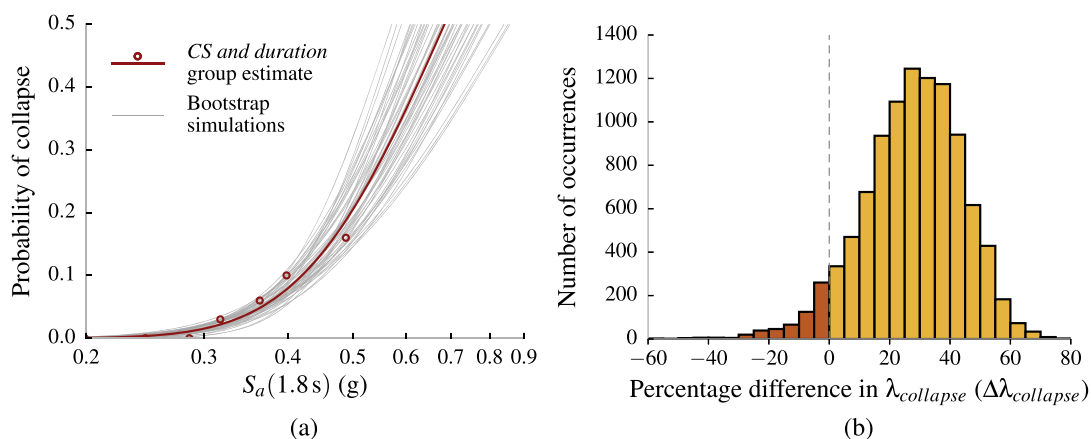 0.5
0.4
0.3
0.2
0.1
0.0
Probability of collapse
CS and duration
group estimate
Bootstrap
simulations
0.2 0.3 0.4 0.5 0.6 0.7 0.8 0.9
Sₐ(1.8 s) (g)
(a)
1400
1200
1000
800
600
400
200
0
Number of occurrences
−60 −40 −20 0 20 40 60 80
Percentage difference in λcollapse (Δλcollapse)
(b)